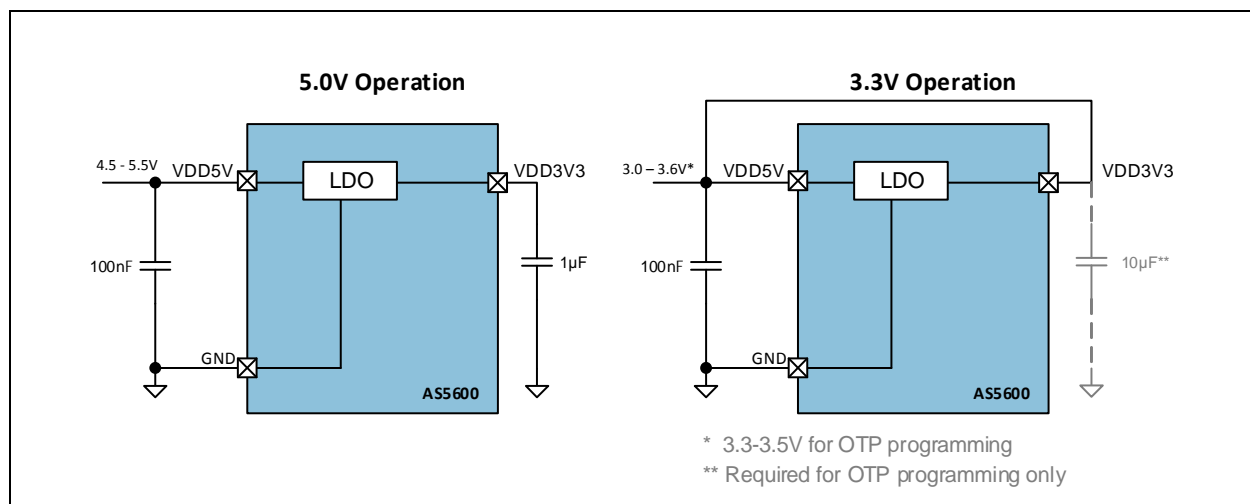 5.0V Operation
4.5 - 5.5V
VDD5V
LDO
VDD3V3
100nF
1µF
GND
AS5600
3.3V Operation
3.0 – 3.6V*
VDD5V
LDO
VDD3V3
100nF
10µF**
GND
AS5600
* 3.3-3.5V for OTP programming
** Required for OTP programming only